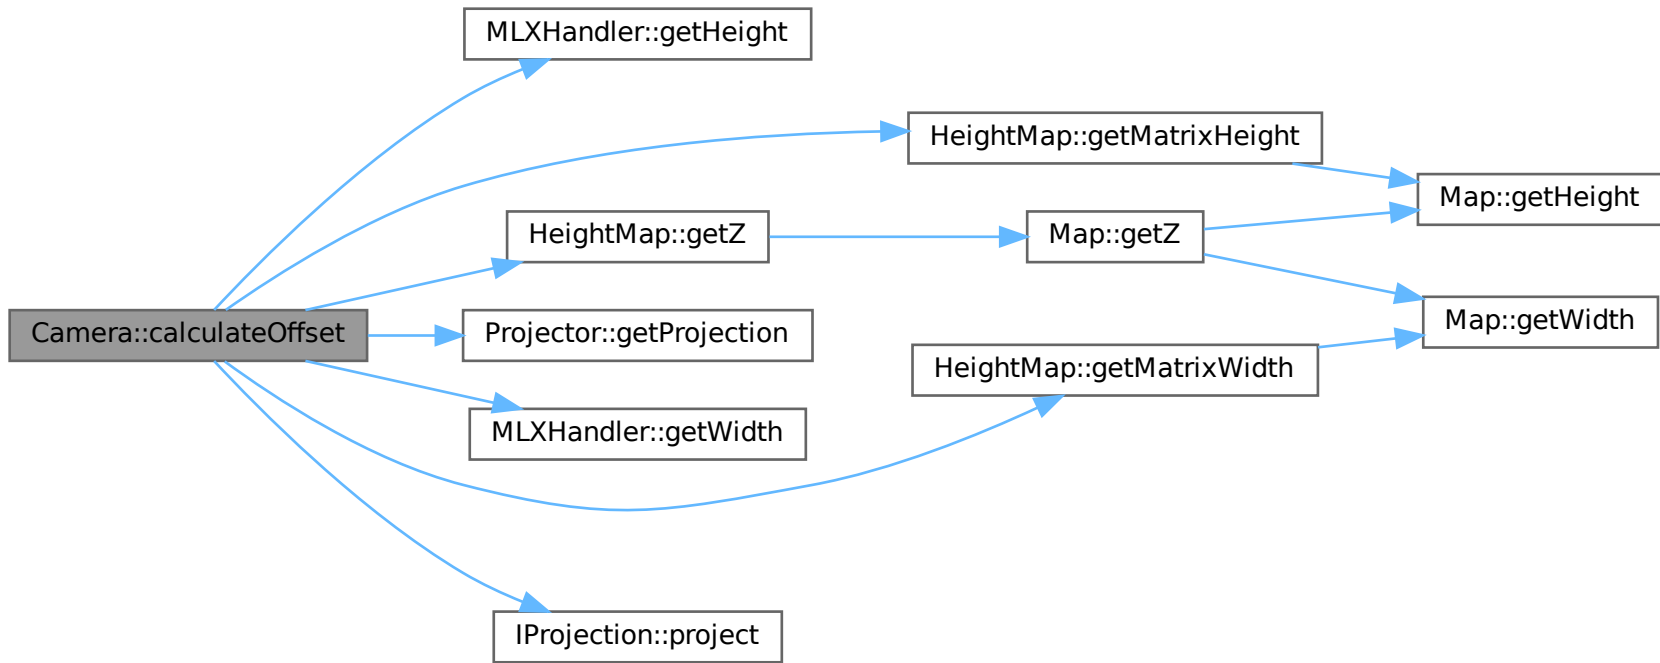 MLXHandler::getHeight
HeightMap::getMatrixHeight
Map::getHeight
HeightMap::getZ
Map::getZ
Camera::calculateOffset
Projector::getProjection
Map::getWidth
HeightMap::getMatrixWidth
MLXHandler::getWidth
IProjection::project